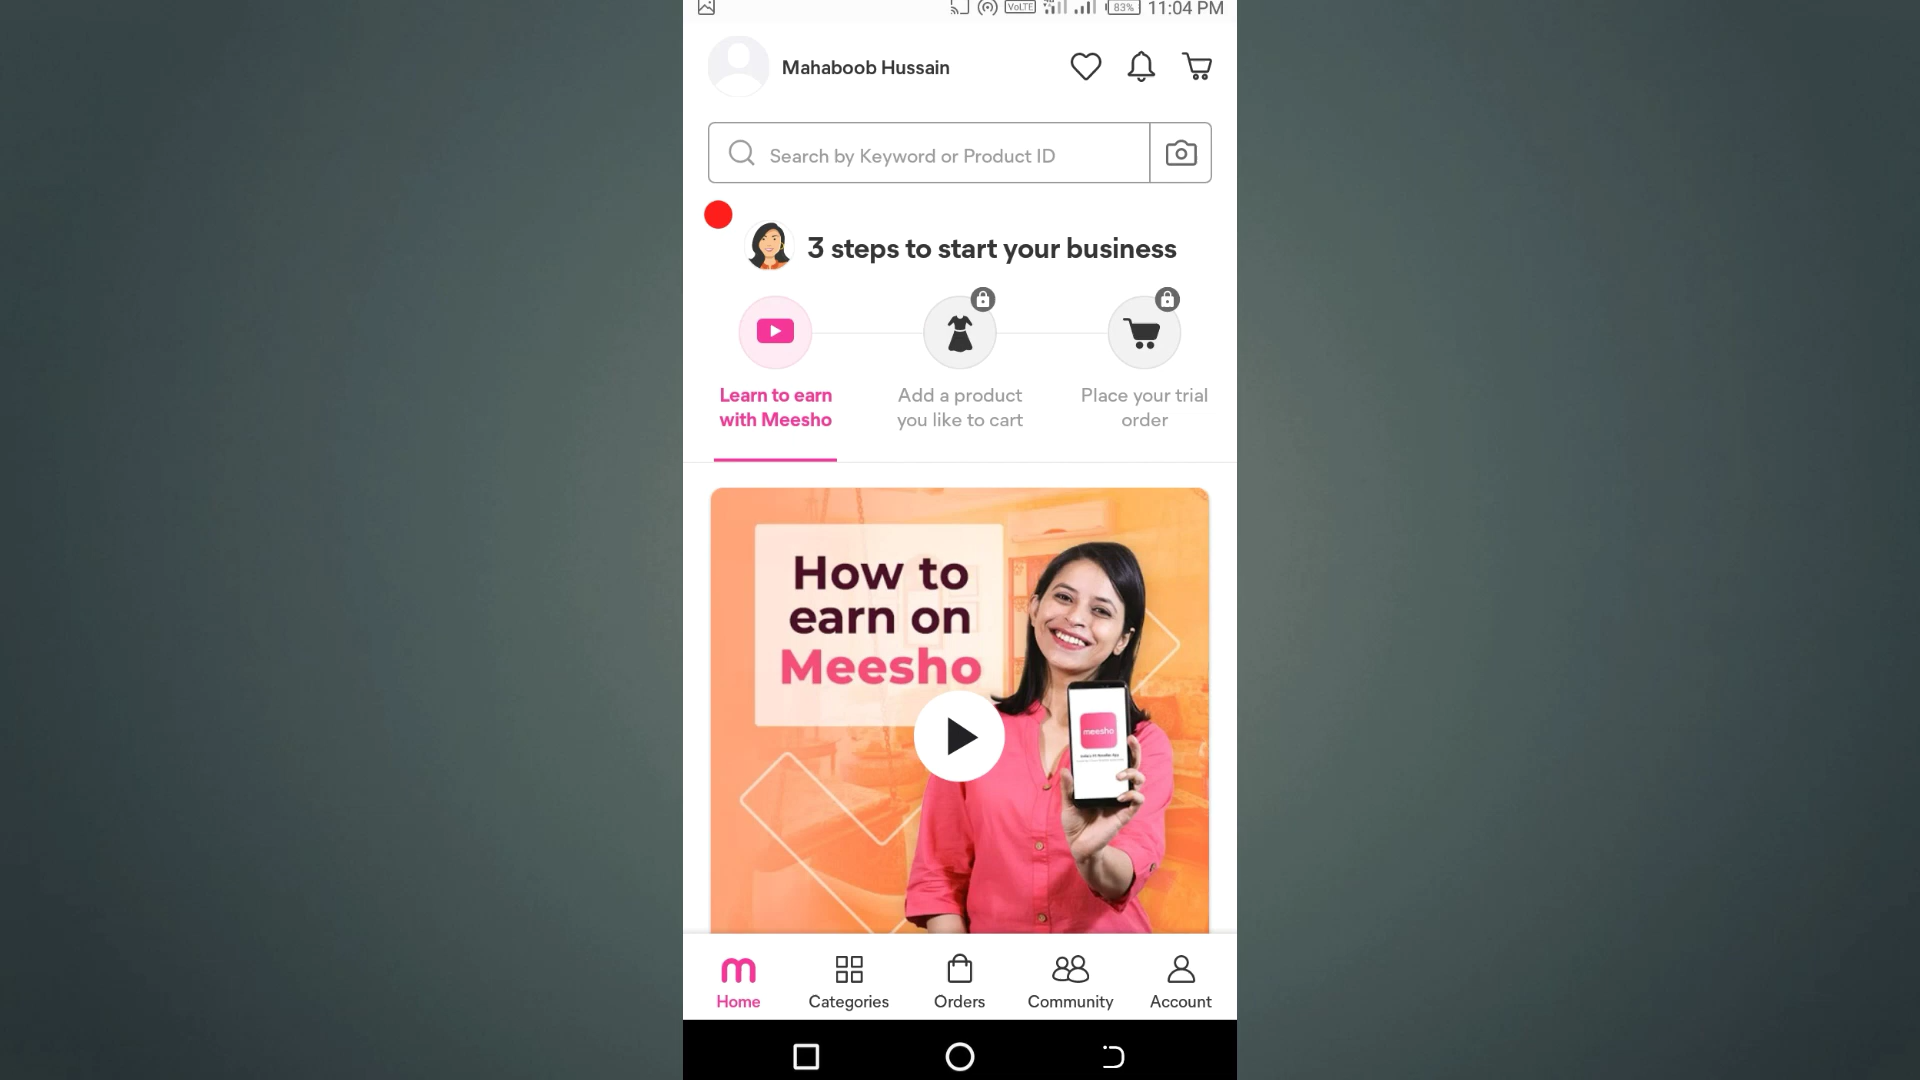 VoLTE 83% 11:04 PM
Mahaboob Hussain
Search by Keyword or Product ID
3 steps to start your business
Learn to earn
with Meesho
Add a product
you like to cart
Place your trial
order
How to
earn on
Meesho
meesho
Home
Categories
Orders
Community
Account